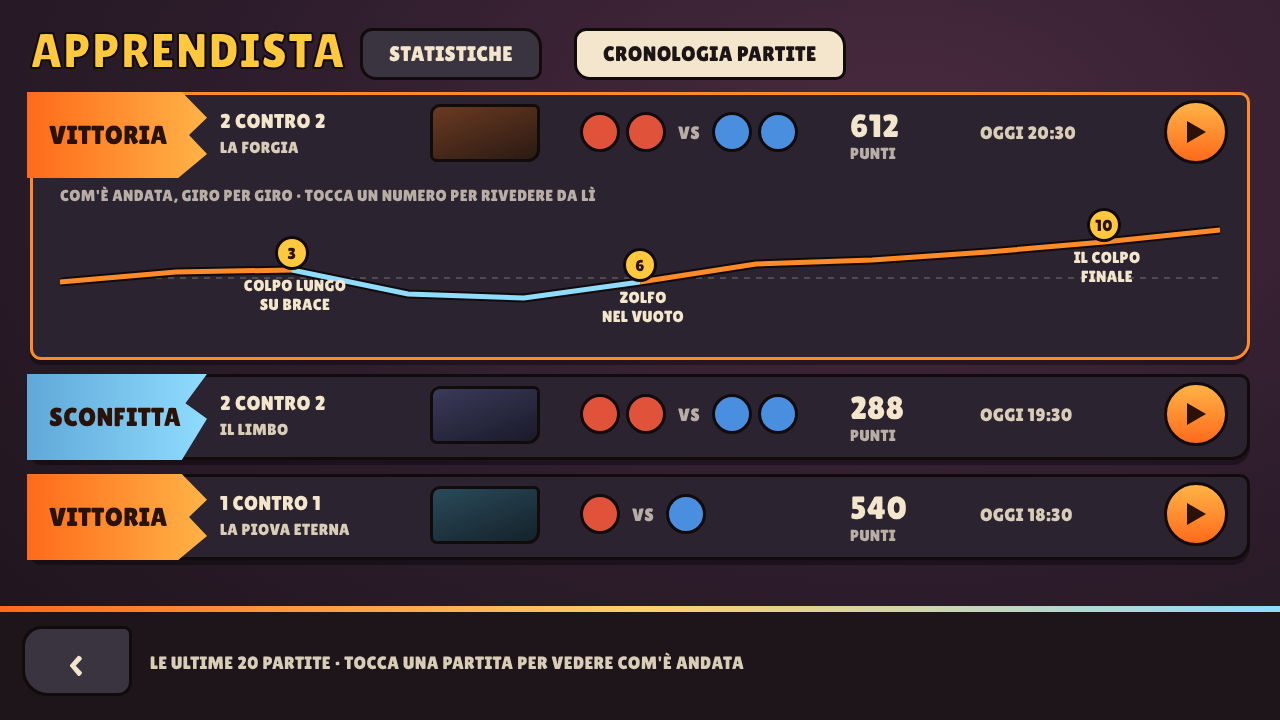 APPRENDISTA
STATISTICHE
CRONOLOGIA PARTITE
VITTORIA
2 CONTRO 2
LA FORGIA
VS
612
PUNTI
OGGI 20:30
COM'È ANDATA, GIRO PER GIRO · TOCCA UN NUMERO PER RIVEDERE DA LÌ
3
COLPO LUNGO
SU BRACE
6
ZOLFO
NEL VUOTO
10
IL COLPO
FINALE
SCONFITTA
2 CONTRO 2
IL LIMBO
VS
288
PUNTI
OGGI 19:30
VITTORIA
1 CONTRO 1
LA PIOVA ETERNA
VS
540
PUNTI
OGGI 18:30
LE ULTIME 20 PARTITE · TOCCA UNA PARTITA PER VEDERE COM'È ANDATA